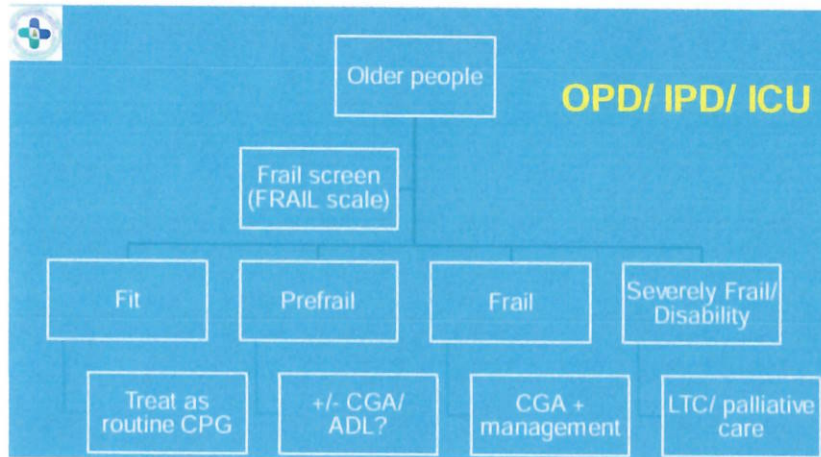 Older people
OPD/ IPD/ ICU
Frail screen
(FRAIL scale)
Fit
Prefrail
Frail
Severely Frail/
Disability
Treat as
routine CPG
+/- CGA/
ADL?
CGA +
management
LTC/ palliative
care